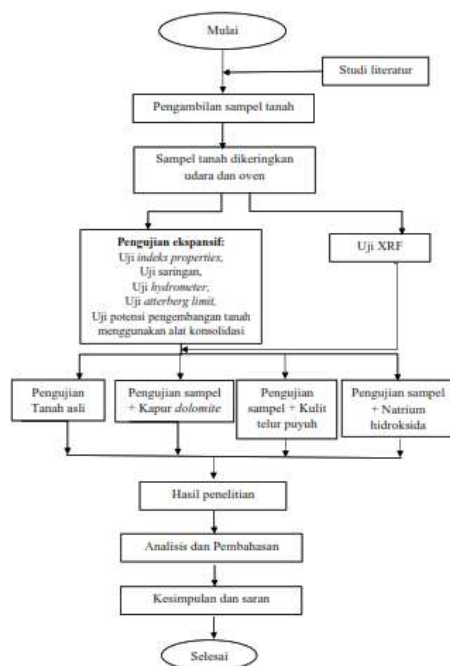 Mulai
Studi literatur
Pengambilan sampel tanah
Sampel tanah dikeringkan
udara dan oven
Pengujian ekspansif:
Uji indeks properties,
Uji saringan,
Uji hydrometer,
Uji atterberg limit,
Uji potensi pengembangan tanah
menggunakan alat konsolidasi
Uji XRF
Pengujian
Tanah asli
Pengujian sampel
+ Kapur dolomite
Pengujian
sampel + Kulit
telur puyuh
Pengujian sampel
+ Natrium
hidroksida
Hasil penelitian
Analisis dan Pembahasan
Kesimpulan dan saran
Selesai